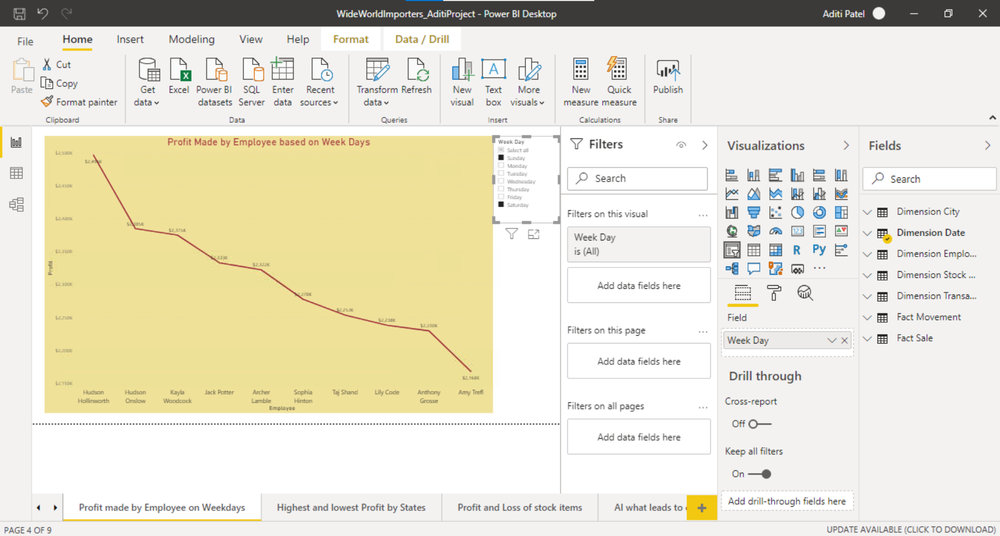 WideWorldImporters_AditiProject - Power BI Desktop
Aditi Patel
File
Home
Insert
Modeling
View
Help
Format
Data / Drill
Paste
Cut
Copy
Format painter
Clipboard
Get data
Excel
Power BI datasets
SQL Server
Enter data
Recent sources
Data
Transform data
Refresh
Queries
New visual
Text box
A
More visuals
Insert
New measure
Quick measure
Calculations
Publish
Share
Profit Made by Employee based on Week Days
$2,500K
$2,450K
$2,400K
$2,350K
$2,300K
$2,250K
$2,200K
$2,150K
Profit
$2,385K
$2,375K
$2,333K
$2,322K
$2,278K
$2,253K
$2,238K
$2,230K
$2,168K
Hudson Hollinworth
Hudson Onslow
Kayla Woodcock
Jack Potter
Archer Lamble
Sophia Hinton
Taj Shand
Lily Code
Anthony Grosse
Amy Trefl
Employee
Week Day
Select all
Sunday
Monday
Tuesday
Wednesday
Thursday
Friday
Saturday
Filters
Search
Filters on this visual
...
Week Day
is (All)
Add data fields here
Filters on this page
...
Add data fields here
Filters on all pages
...
Add data fields here
Visualizations
123
R
Py
...
Field
Week Day
Drill through
Cross-report
Off
Keep all filters
On
Add drill-through fields here
Fields
Search
Dimension City
Dimension Date
Dimension Emplo...
Dimension Stock ...
Dimension Transa...
Fact Movement
Fact Sale
Profit made by Employee on Weekdays
Highest and lowest Profit by States
Profit and Loss of stock items
AI what leads to
+
PAGE 4 OF 9
UPDATE AVAILABLE (CLICK TO DOWNLOAD)